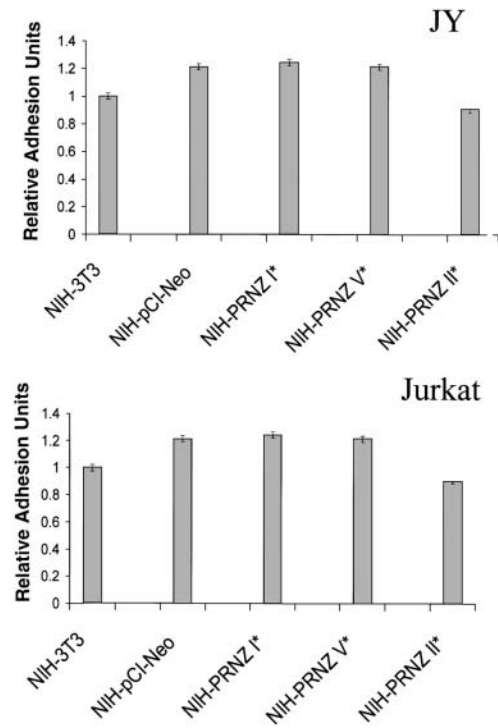 JY
Relative Adhesion Units
1.4
1.2
1
0.8
0.6
0.4
0.2
0
NIH-3T3
NIH-pCI-Neo
NIH-PRNZ I*
NIH-PRNZ V*
NIH-PRNZ II*
Jurkat
Relative Adhesion Units
1.4
1.2
1
0.8
0.6
0.4
0.2
0
NIH-3T3
NIH-pCI-Neo
NIH-PRNZ I*
NIH-PRNZ V*
NIH-PRNZ II*